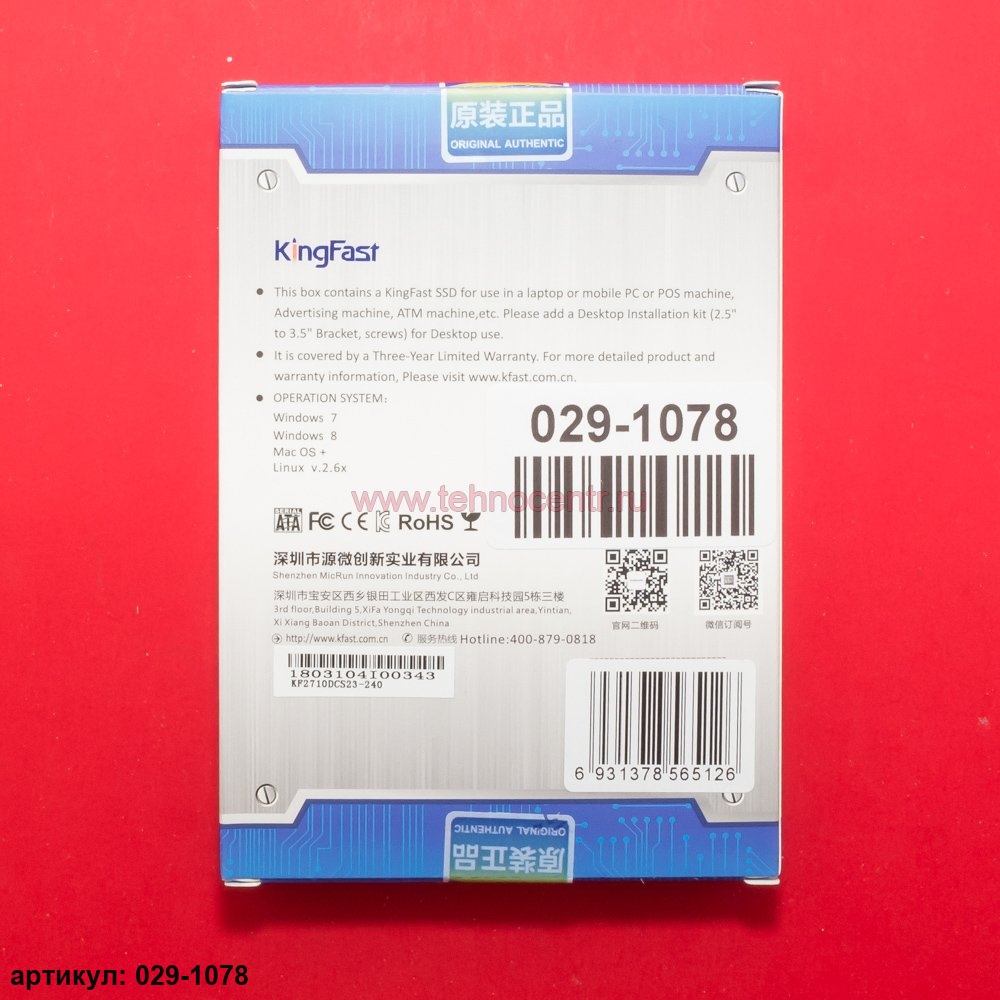 原装正品
ORIGINAL AUTHENTIC
KingFast
● This box contains a KingFast SSD for use in a laptop or mobile PC or POS machine,
Advertising machine, ATM machine,etc. Please add a Desktop Installation kit (2.5"
to 3.5" Bracket, screws) for Desktop use.
● It is covered by a Three-Year Limited Warranty. For more detailed product and
warranty information, Please visit www.kfast.com.cn.
● OPERATION SYSTEM:
Windows 7
Windows 8
Mac OS +
Linux v.2.6x
029-1078
www.tehnocentr.ru
SERIAL
ATA FC CE RoHS
深圳市源微创新实业有限公司
Shenzhen MicRun Innovation Industry Co., Ltd
深圳市宝安区西乡银田工业区西发C区雍启科技园5栋三楼
3rd floor,Building 5,XiFa Yongqi Technology industrial area,Yintian,
Xi Xiang Baoan District,Shenzhen China
http://www.kfast.com.cn 服务热线 Hotline:400-879-0818
官网二维码
微信订阅号
1803104I00343
KF2710DCS23-240
6 931378 565126
ORIGINAL AUTHENTIC
原装正品
артикул: 029-1078